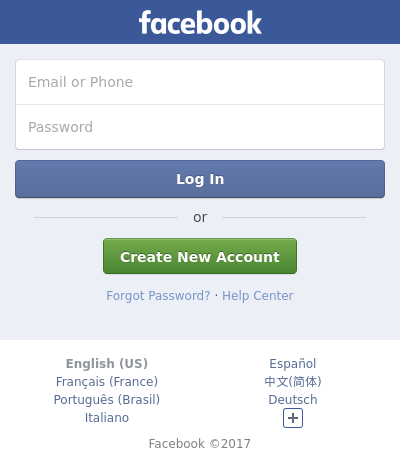 facebook
Email or Phone
Password
Log In
or
Create New Account
Forgot Password? · Help Center
English (US)
Español
Français (France)
中文(简体)
Português (Brasil)
Deutsch
Italiano
Facebook ©2017